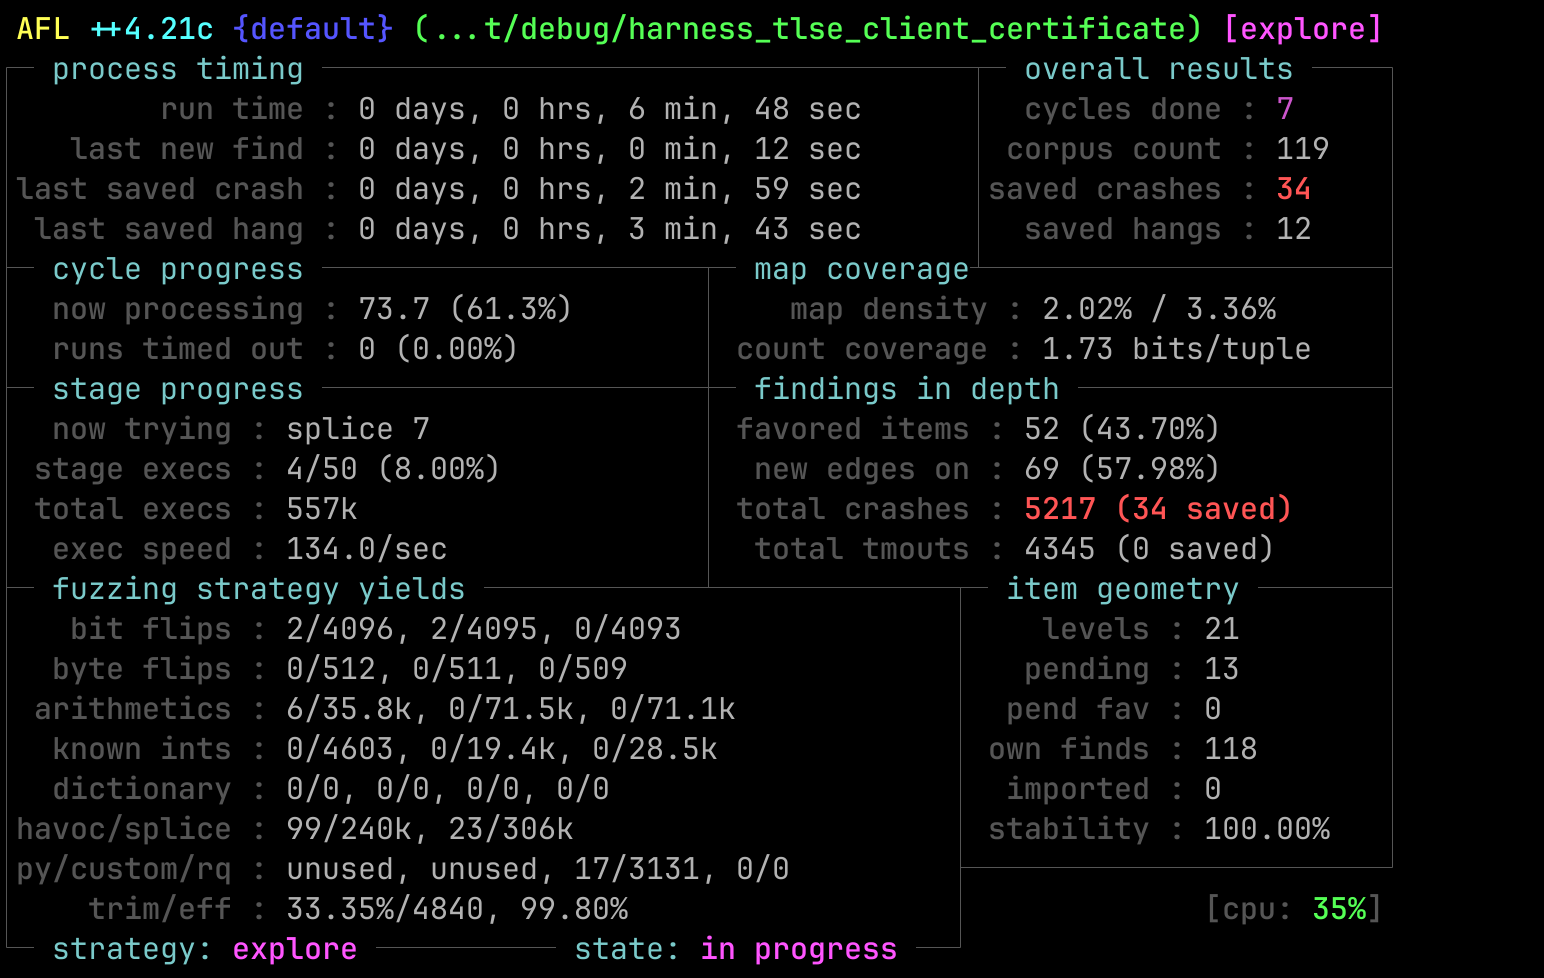 AFL ++4.21c {default} (...t/debug/harness_tlse_client_certificate) [explore]
process timing overall results
run time : 0 days, 0 hrs, 6 min, 48 sec cycles done : 7
last new find : 0 days, 0 hrs, 0 min, 12 sec corpus count : 119
last saved crash : 0 days, 0 hrs, 2 min, 59 sec saved crashes : 34
last saved hang : 0 days, 0 hrs, 3 min, 43 sec saved hangs : 12
cycle progress map coverage
now processing : 73.7 (61.3%) map density : 2.02% / 3.36%
runs timed out : 0 (0.00%) count coverage : 1.73 bits/tuple
stage progress findings in depth
now trying : splice 7 favored items : 52 (43.70%)
stage execs : 4/50 (8.00%) new edges on : 69 (57.98%)
total execs : 557k total crashes : 5217 (34 saved)
exec speed : 134.0/sec total tmouts : 4345 (0 saved)
fuzzing strategy yields item geometry
bit flips : 2/4096, 2/4095, 0/4093 levels : 21
byte flips : 0/512, 0/511, 0/509 pending : 13
arithmetics : 6/35.8k, 0/71.5k, 0/71.1k pend fav : 0
known ints : 0/4603, 0/19.4k, 0/28.5k own finds : 118
dictionary : 0/0, 0/0, 0/0, 0/0 imported : 0
havoc/splice : 99/240k, 23/306k stability : 100.00%
py/custom/rq : unused, unused, 17/3131, 0/0
trim/eff : 33.35%/4840, 99.80% [cpu: 35%]
strategy: explore state: in progress